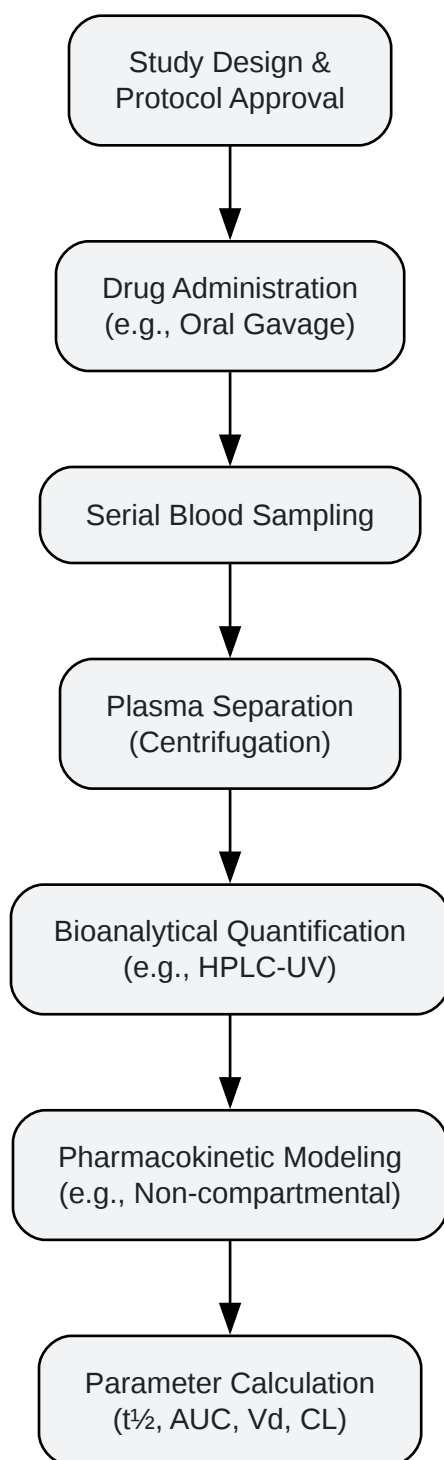 Study Design &
Protocol Approval
Drug Administration
(e.g., Oral Gavage)
Serial Blood Sampling
Plasma Separation
(Centrifugation)
Bioanalytical Quantification
(e.g., HPLC-UV)
Pharmacokinetic Modeling
(e.g., Non-compartmental)
Parameter Calculation
(t½, AUC, Vd, CL)